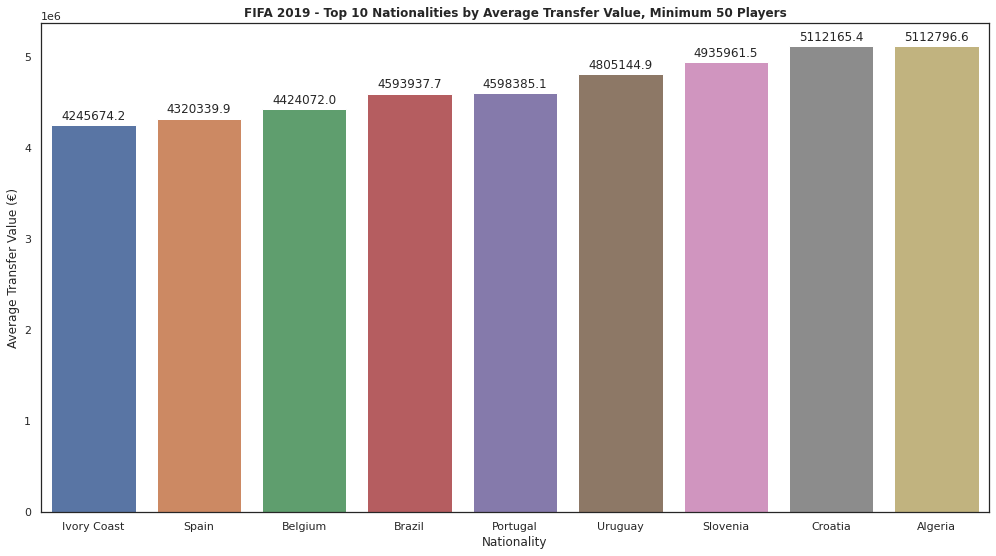 FIFA 2019 - Top 10 Nationalities by Average Transfer Value, Minimum 50 Players
1e6
5112165.4 5112796.6
4935961.5
4805144.9
4593937.7 4598385.1
4424072.0
4320339.9
4245674.2
5
4
3
2
1
0
Average Transfer Value (€)
Ivory Coast Spain Belgium Brazil Portugal Uruguay Slovenia Croatia Algeria
Nationality